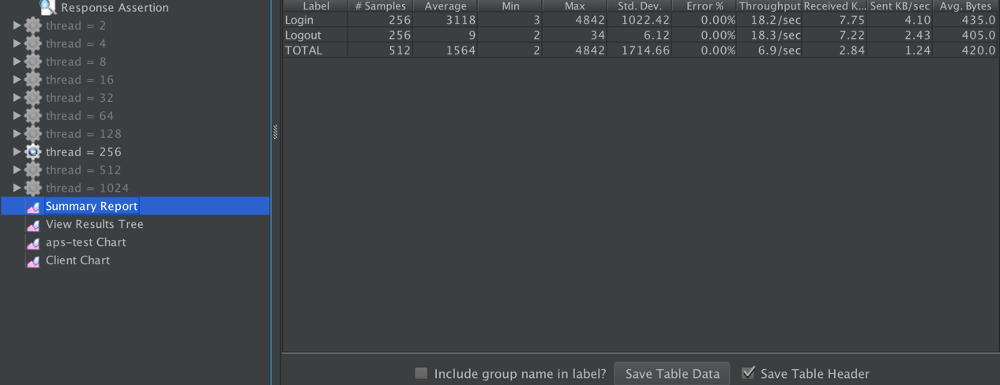 Response Assertion
thread = 2
thread = 4
thread = 8
thread = 16
thread = 32
thread = 64
thread = 128
thread = 256
thread = 512
thread = 1024
Summary Report
View Results Tree
aps-test Chart
Client Chart
Label # Samples Average Min Max Std. Dev. Error % Throughput Received K... Sent KB/sec Avg. Bytes
Login 256 3118 3 4842 1022.42 0.00% 18.2/sec 7.75 4.10 435.0
Logout 256 9 2 34 6.12 0.00% 18.3/sec 7.22 2.43 405.0
TOTAL 512 1564 2 4842 1714.66 0.00% 6.9/sec 2.84 1.24 420.0
Include group name in label? Save Table Data Save Table Header